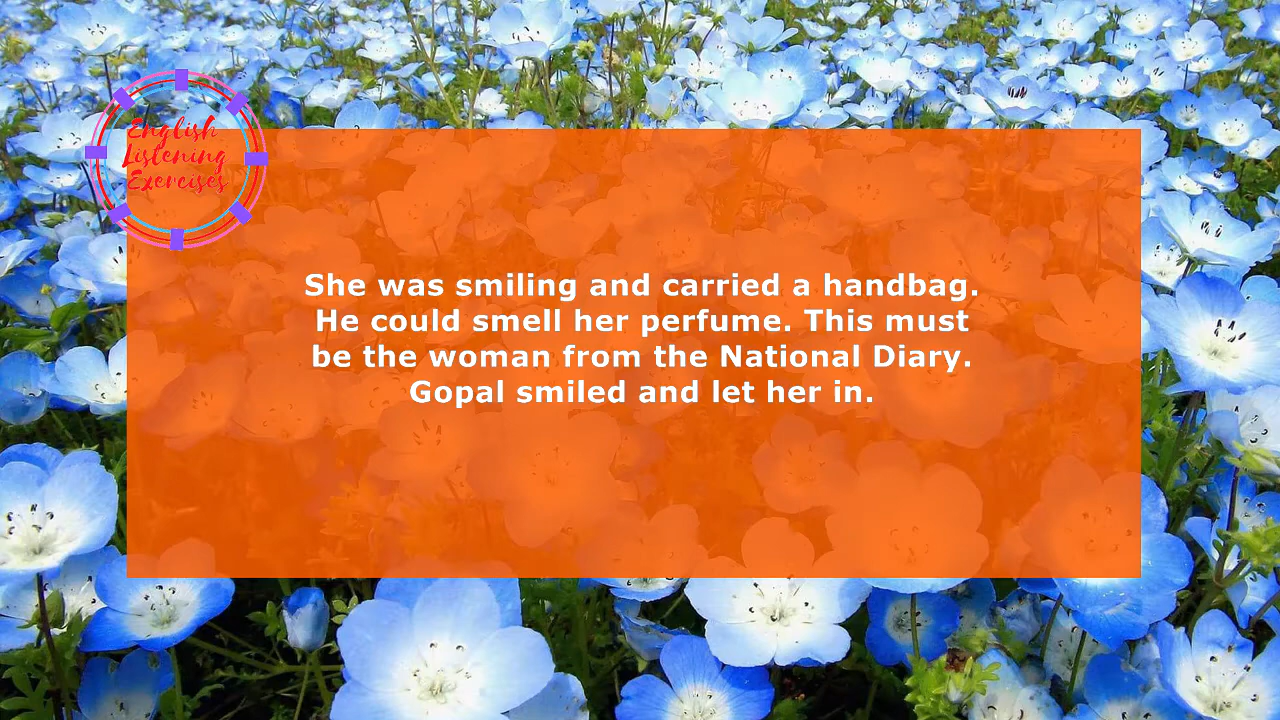 English
Listening
Exercises
She was smiling and carried a handbag.
He could smell her perfume. This must
be the woman from the National Diary.
Gopal smiled and let her in.